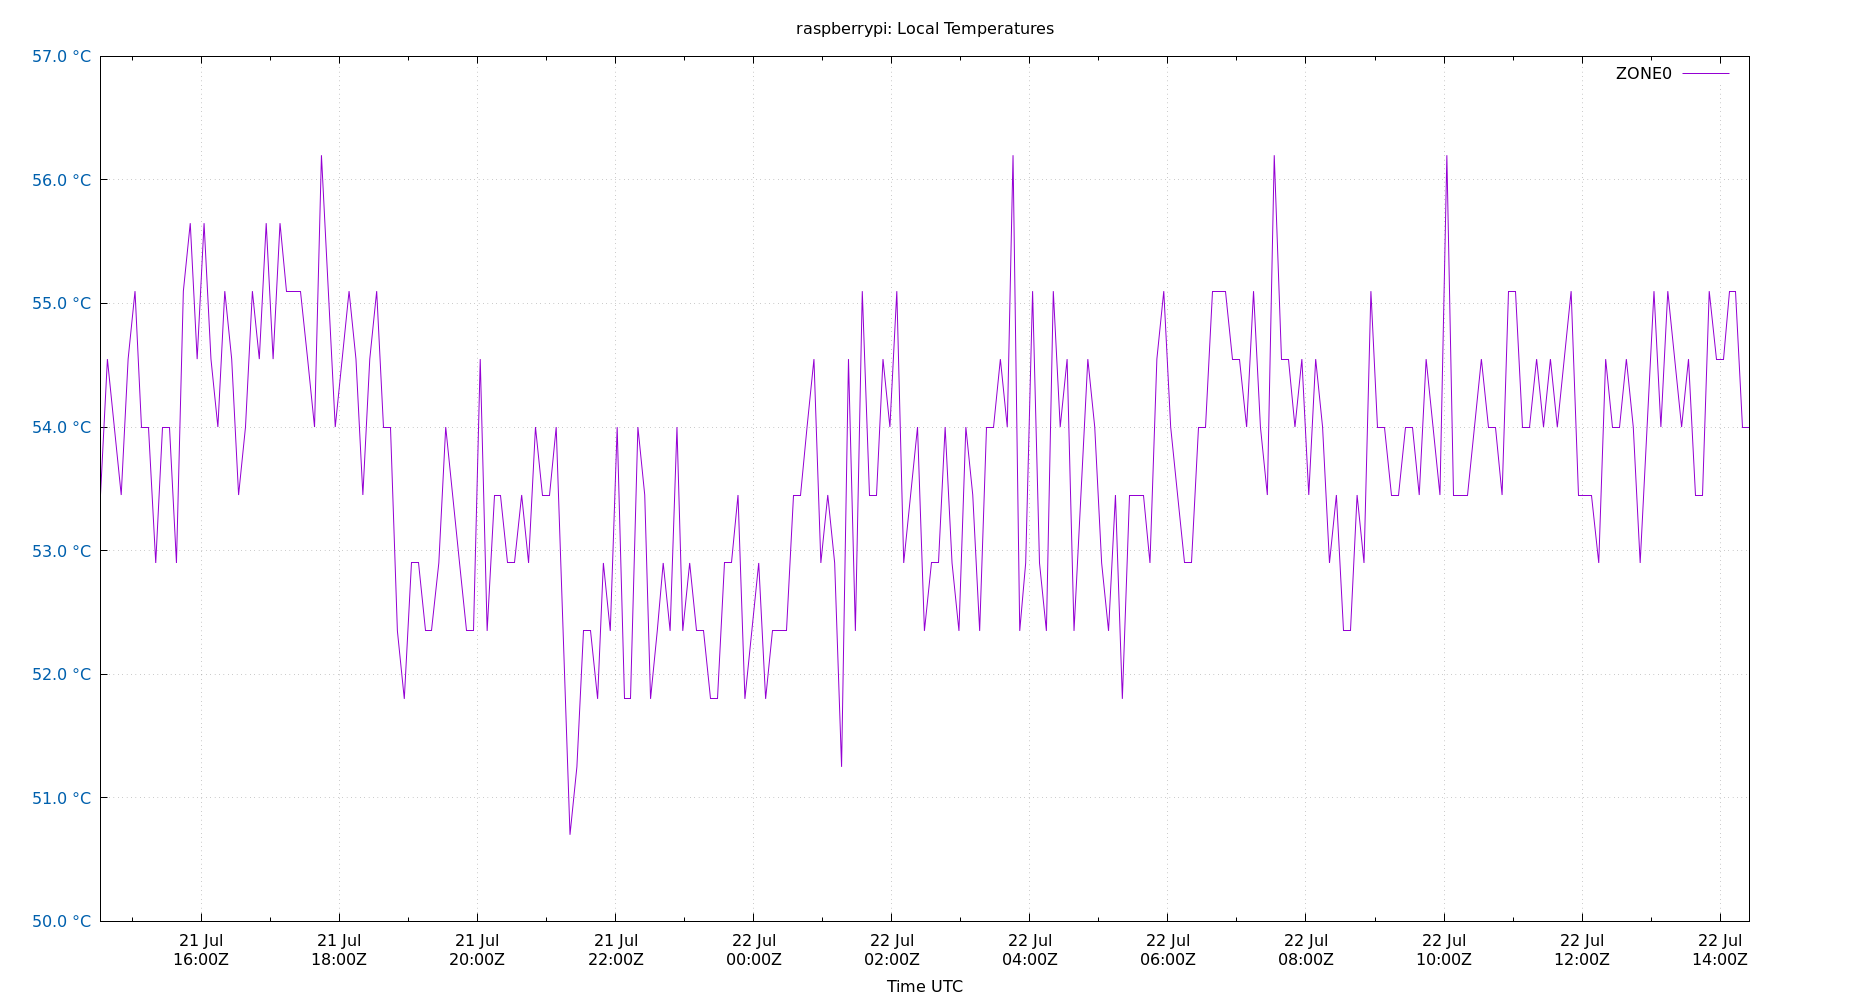 raspberrypi: Local Temperatures
57.0 °C
ZONE0
56.0 °C
55.0 °C
54.0 °C
53.0 °C
52.0 °C
51.0 °C
50.0 °C
21 Jul 21 Jul 21 Jul 21 Jul 22 Jul 22 Jul 22 Jul 22 Jul 22 Jul 22 Jul 22 Jul 22 Jul
16:00Z 18:00Z 20:00Z 22:00Z 00:00Z 02:00Z 04:00Z 06:00Z 08:00Z 10:00Z 12:00Z 14:00Z
Time UTC